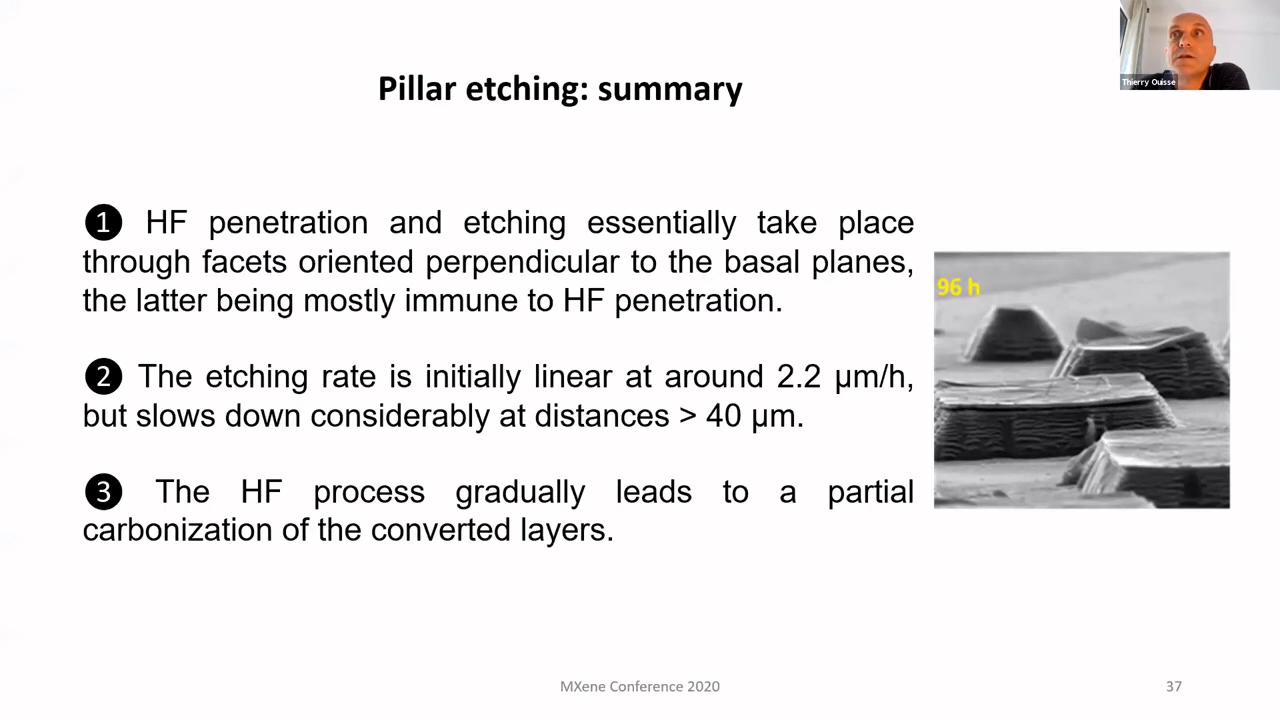 Thierry Ouisse
Pillar etching: summary
❶ HF penetration and etching essentially take place
through facets oriented perpendicular to the basal planes,
the latter being mostly immune to HF penetration.
❷ The etching rate is initially linear at around 2.2 µm/h,
but slows down considerably at distances > 40 µm.
❸ The HF process gradually leads to a partial
carbonization of the converted layers.
96 h
MXene Conference 2020
37